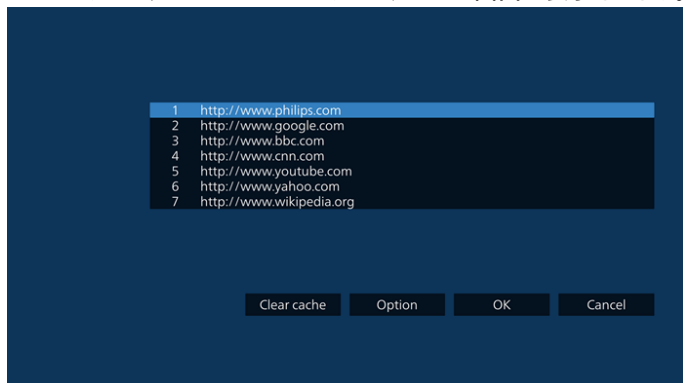 1 http://www.philips.com
2 http://www.google.com
3 http://www.bbc.com
4 http://www.cnn.com
5 http://www.youtube.com
6 http://www.yahoo.com
7 http://www.wikipedia.org
Clear cache Option OK Cancel